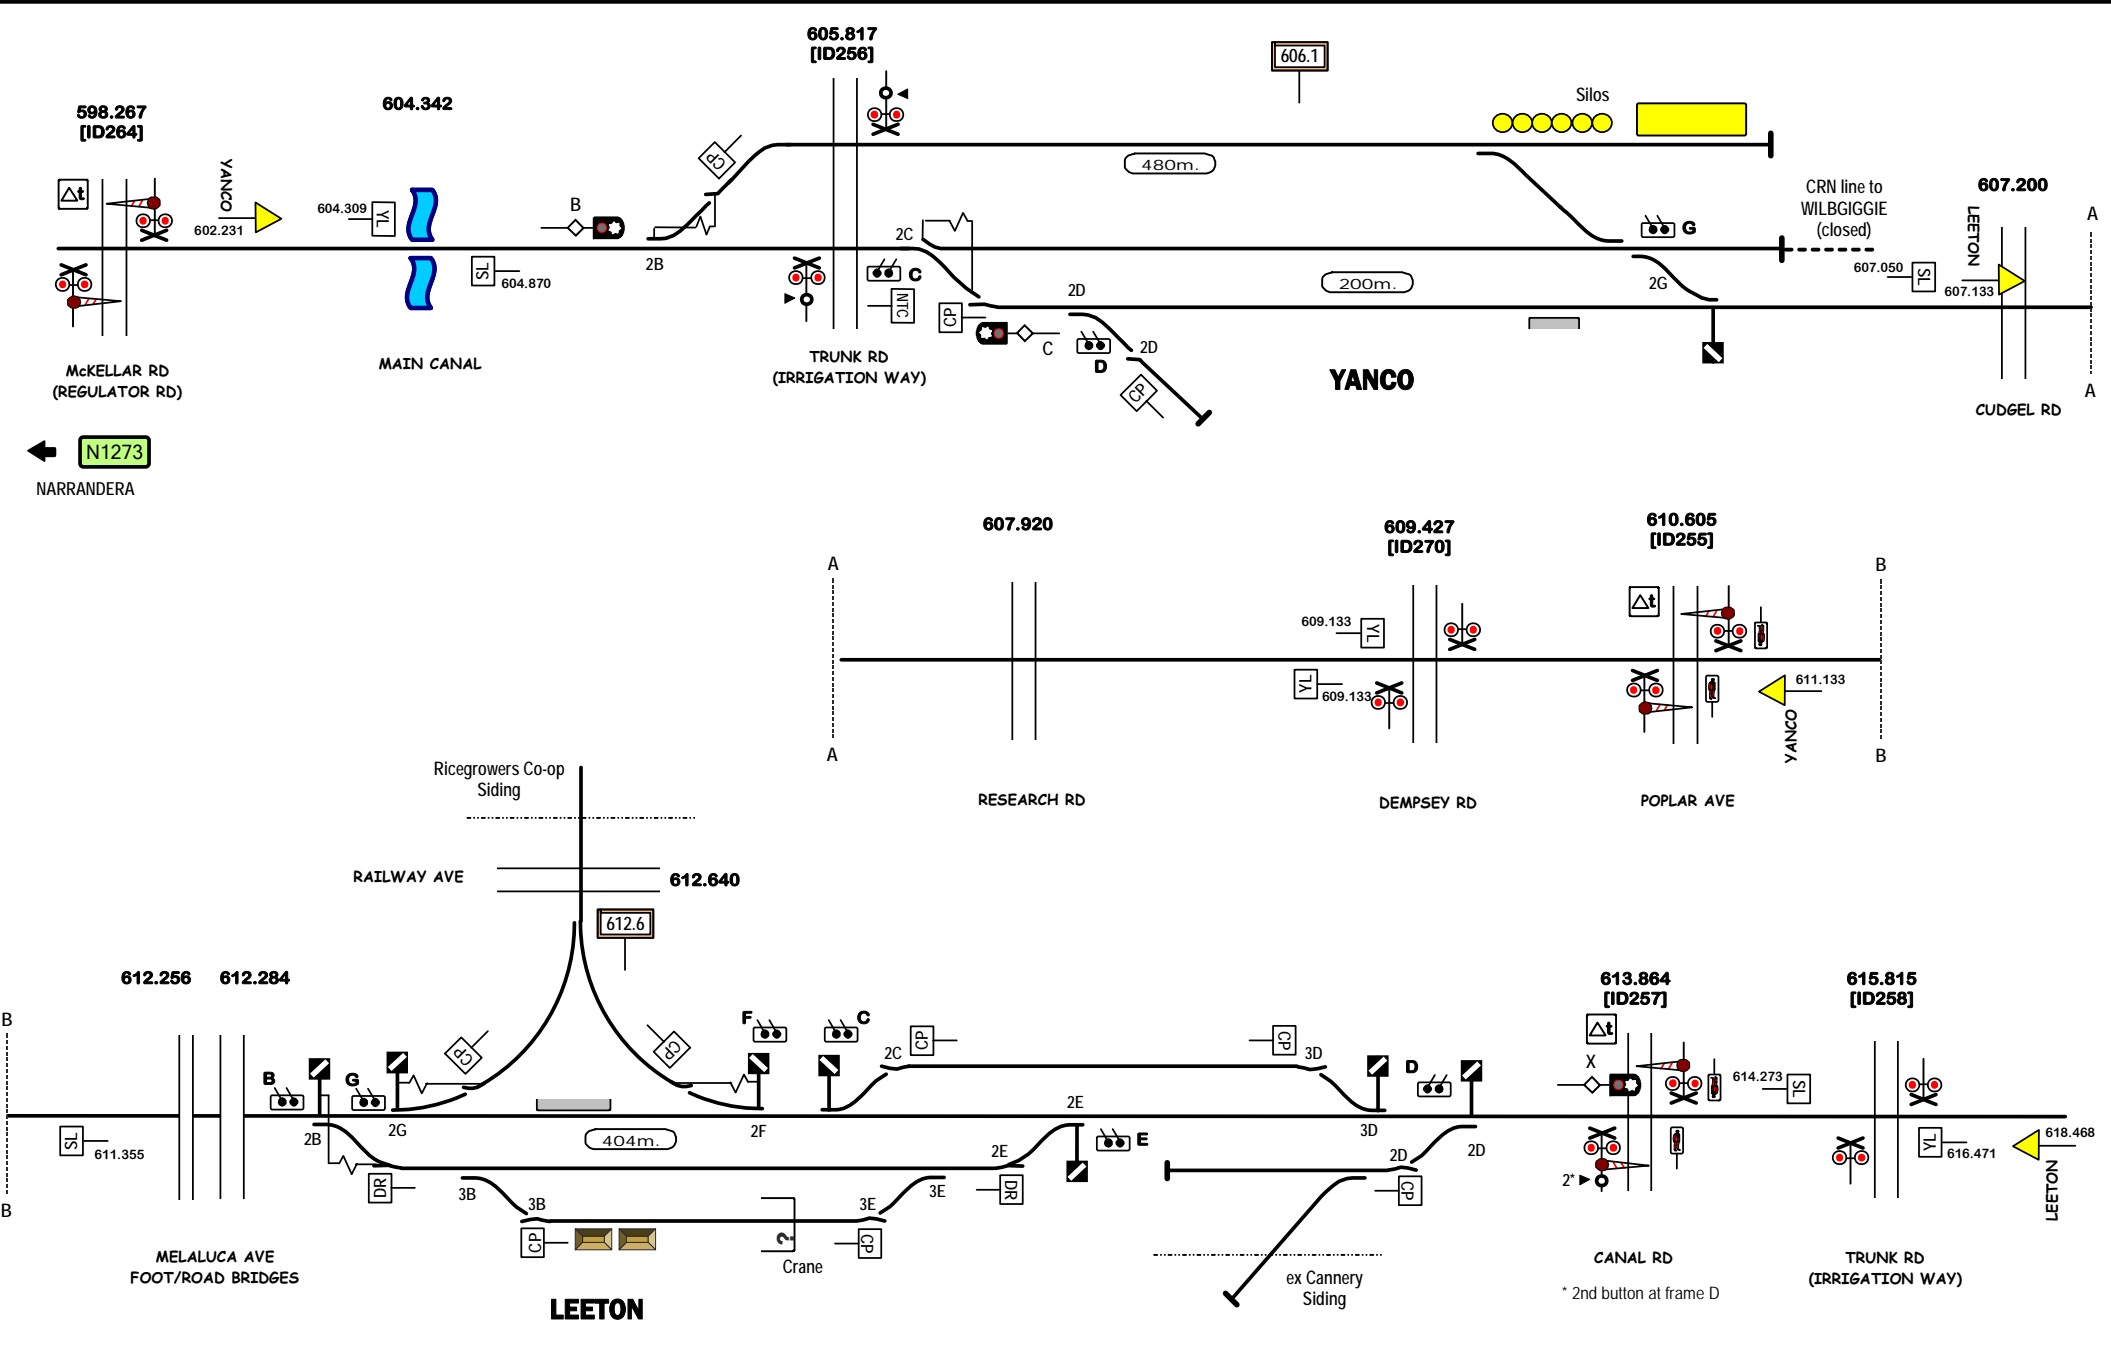 605.817
[ID256]
606.1
Silos
604.342
598.267
[ID264]
CP
480m.
YANCO
602.231
604.309
YL
B
2B
2C
G
CRN line to
WILBGIGGIE
(closed)
607.200
A
LEETON
607.050
SL
607.133
SL
604.870
C
NTC
CP
C
2D
D
2D
CP
200m.
2G
McKELLAR RD
(REGULATOR RD)
MAIN CANAL
TRUNK RD
(IRRIGATION WAY)
YANCO
A
CUDGEL RD
N1273
NARRANDERA
Δt
607.920
609.427
[ID270]
610.605
[ID255]
A
B
Δt
609.133
YL
YL
609.133
611.133
YANCO
A
B
RESEARCH RD
DEMPSEY RD
POPLAR AVE
Ricegrowers Co-op
Siding
RAILWAY AVE
612.640
612.6
612.256
612.284
613.864
[ID257]
615.815
[ID258]
B
F
C
CP
CP
2C
CP
CP
3D
D
Δt
X
614.273
SL
B
G
SL
611.355
2B
2G
404m.
2F
2E
E
3D
2D
2D
2E
DR
DR
3B
3B
3E
3E
CP
CP
CP
?
Crane
2*
YL
616.471
618.468
LEETON
B
MELALUCA AVE
FOOT/ROAD BRIDGES
LEETON
ex Cannery
Siding
CANAL RD
* 2nd button at frame D
TRUNK RD
(IRRIGATION WAY)